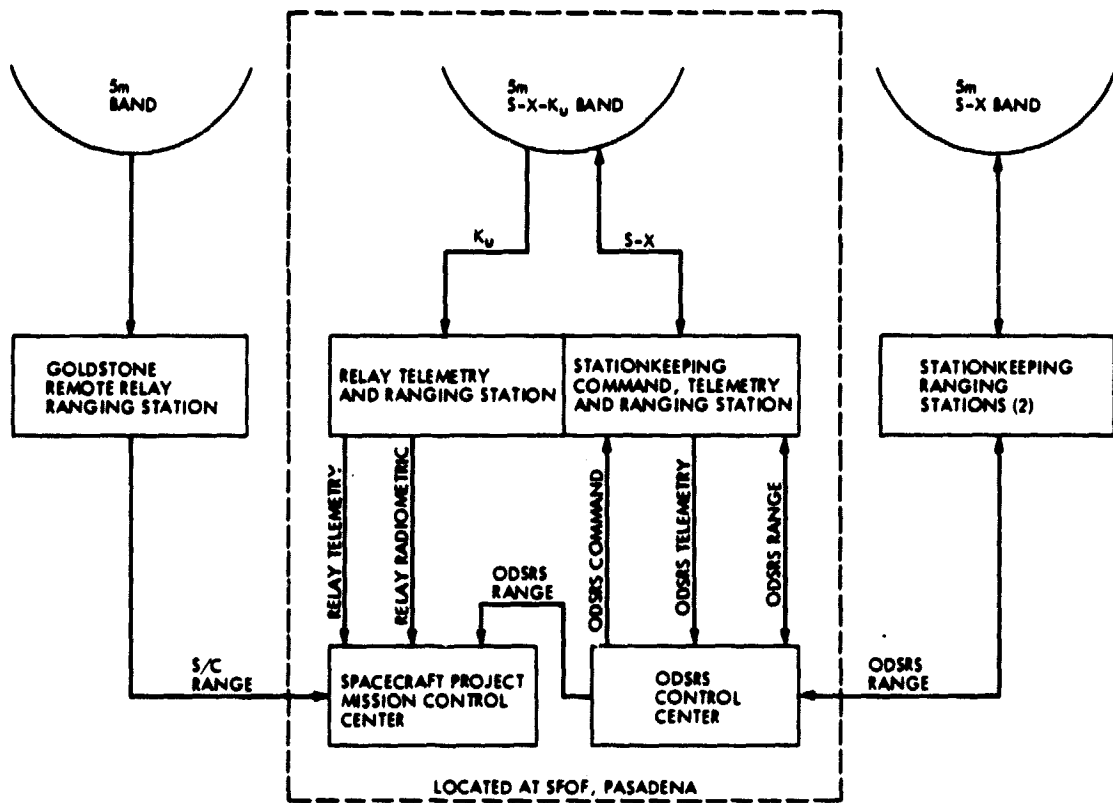 5m
BAND
5m
S-X-KU BAND
5m
S-X BAND
KU
S-X
GOLDSTONE
REMOTE RELAY
RANGING STATION
RELAY TELEMETRY
AND RANGING STATION
STATIONKEEPING
COMMAND, TELEMETRY
AND RANGING STATION
STATIONKEEPING
RANGING
STATIONS (2)
RELAY TELEMETRY
RELAY RADIOMETRIC
ODSRS
RANGE
ODSRS COMMAND
ODSRS TELEMETRY
ODSRS RANGE
S/C
RANGE
SPACECRAFT PROJECT
MISSION CONTROL
CENTER
ODSRS
CONTROL
CENTER
ODSRS
RANGE
LOCATED AT SFOF, PASADENA